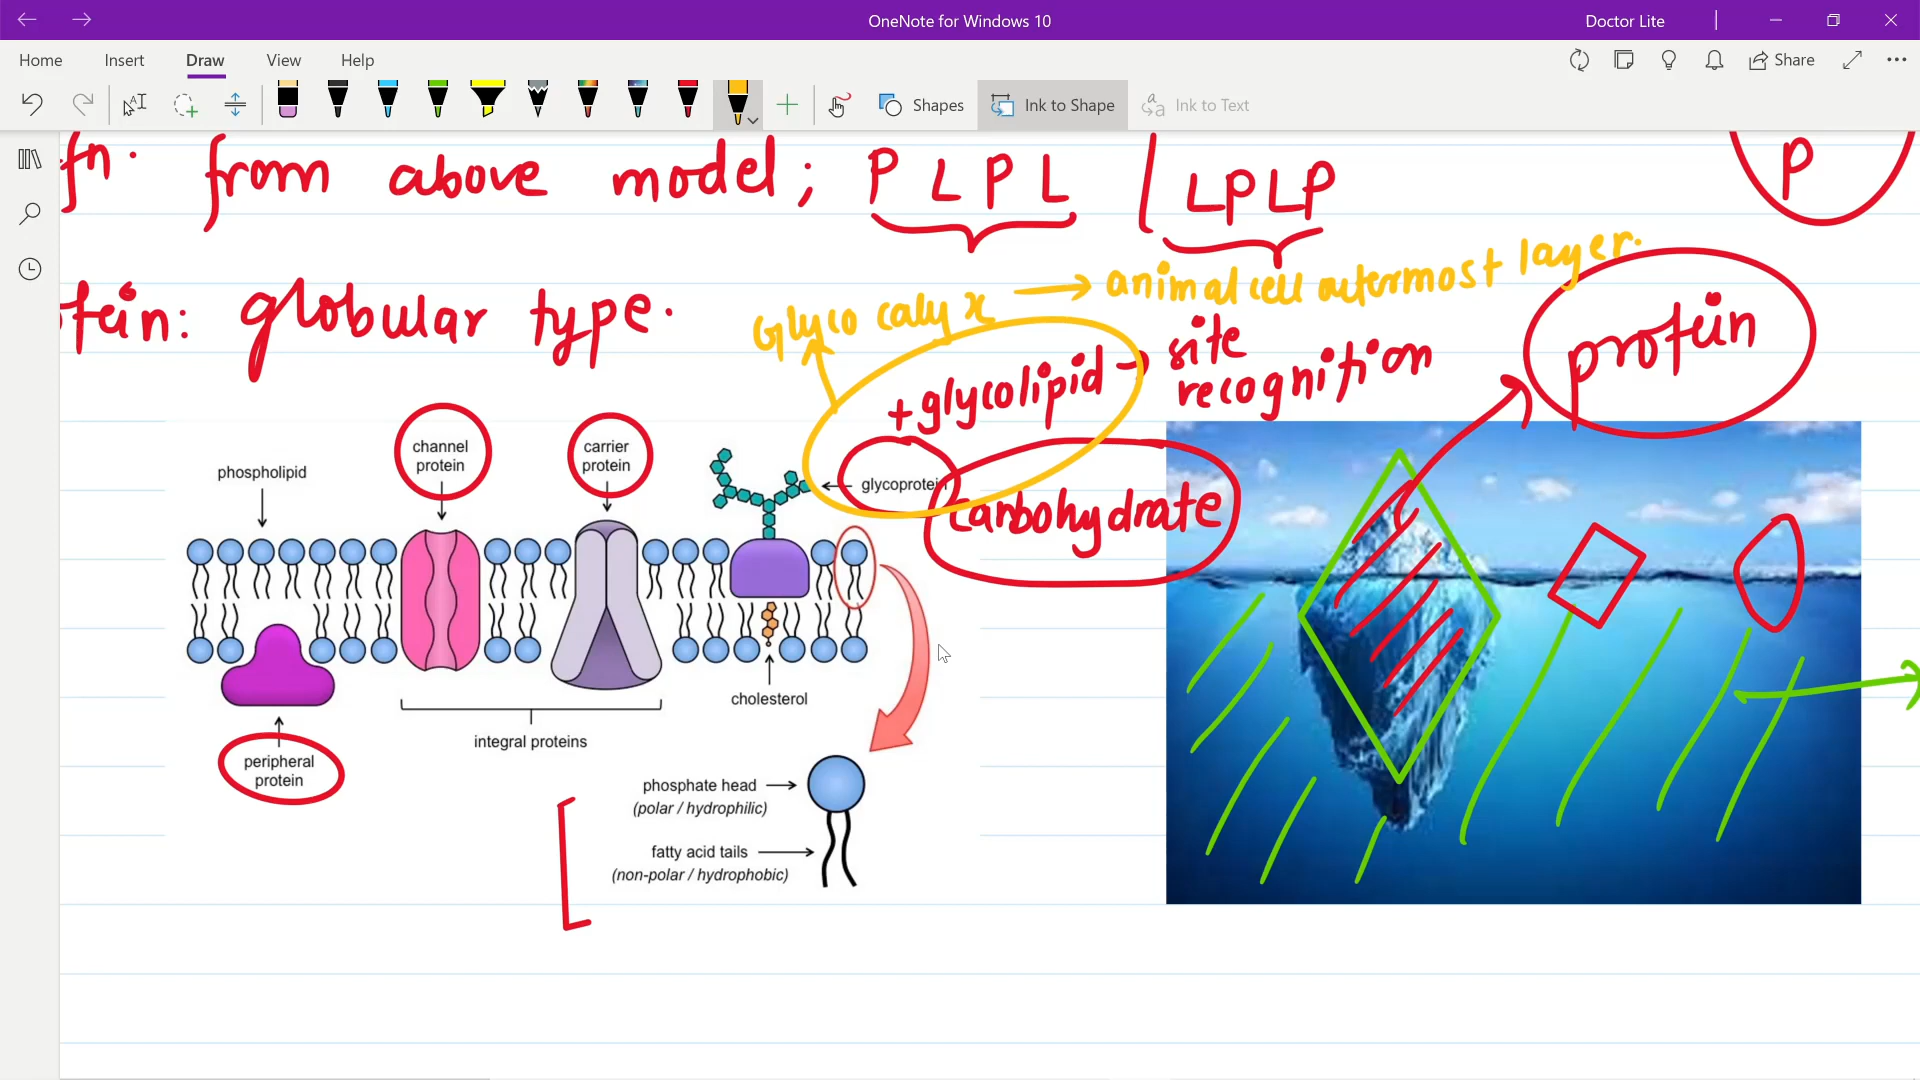 OneNote for Windows 10
Doctor Lite
Home Insert Draw View Help
Share
Shapes
Ink to Shape
Ink to Text
fn. from above model; PLPL [LPLP
P
tein: globular type.
Glyco calyx → animal cell outermost layer.
+glycolipid → site recognition
protein
phospholipid
channel protein
carrier protein
glycoprotein
carbohydrate
cholesterol
integral proteins
peripheral protein
phosphate head
(polar / hydrophilic)
fatty acid tails
(non-polar / hydrophobic)